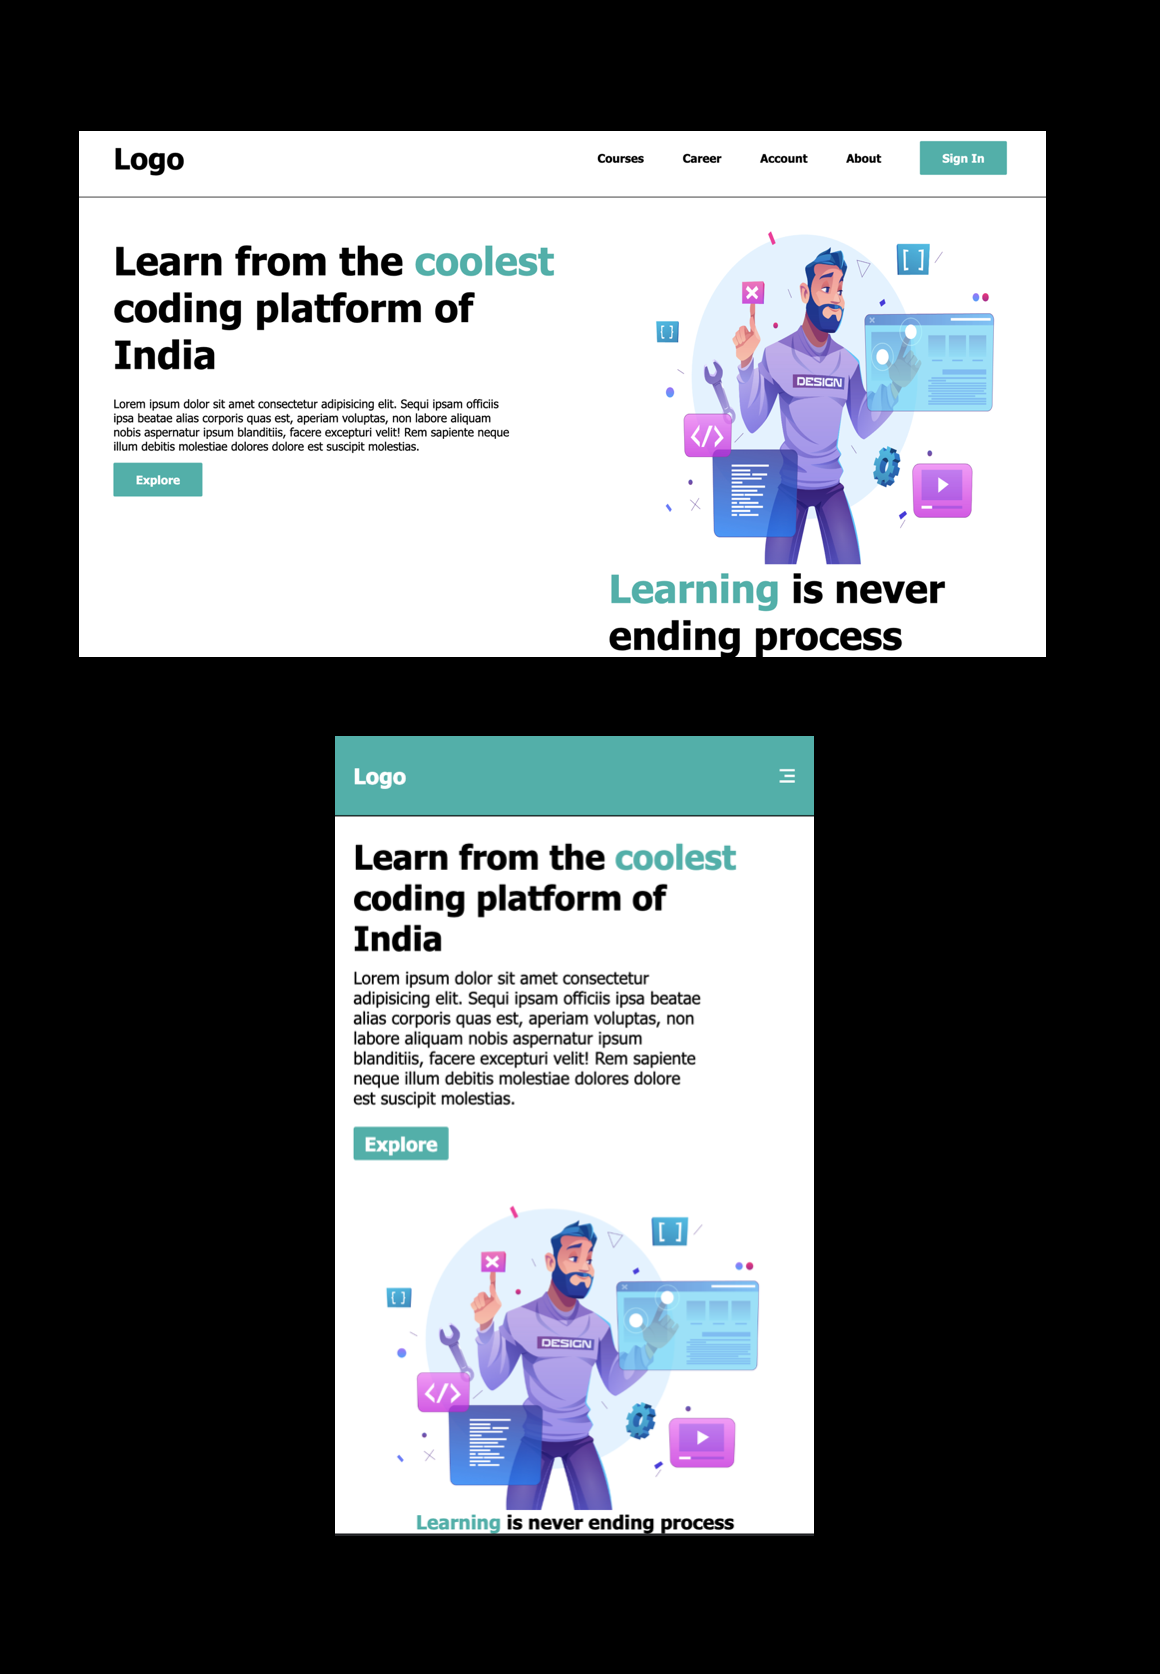 Logo
Courses Career Account About Sign In
Learn from the coolest
coding platform of
India
Lorem ipsum dolor sit amet consectetur adipisicing elit. Sequi ipsam officiis
ipsa beatae alias corporis quas est, aperiam voluptas, non labore aliquam
nobis aspernatur ipsum blanditiis, facere excepturi velit! Rem sapiente neque
illum debitis molestiae dolores dolore est suscipit molestias.
Explore
[ ]
[ ]
DESIGN
</>
Learning is never
ending process
Logo
Learn from the coolest
coding platform of
India
Lorem ipsum dolor sit amet consectetur
adipisicing elit. Sequi ipsam officiis ipsa beatae
alias corporis quas est, aperiam voluptas, non
labore aliquam nobis aspernatur ipsum
blanditiis, facere excepturi velit! Rem sapiente
neque illum debitis molestiae dolores dolore
est suscipit molestias.
Explore
[ ]
[ ]
DESIGN
</>
Learning is never ending process